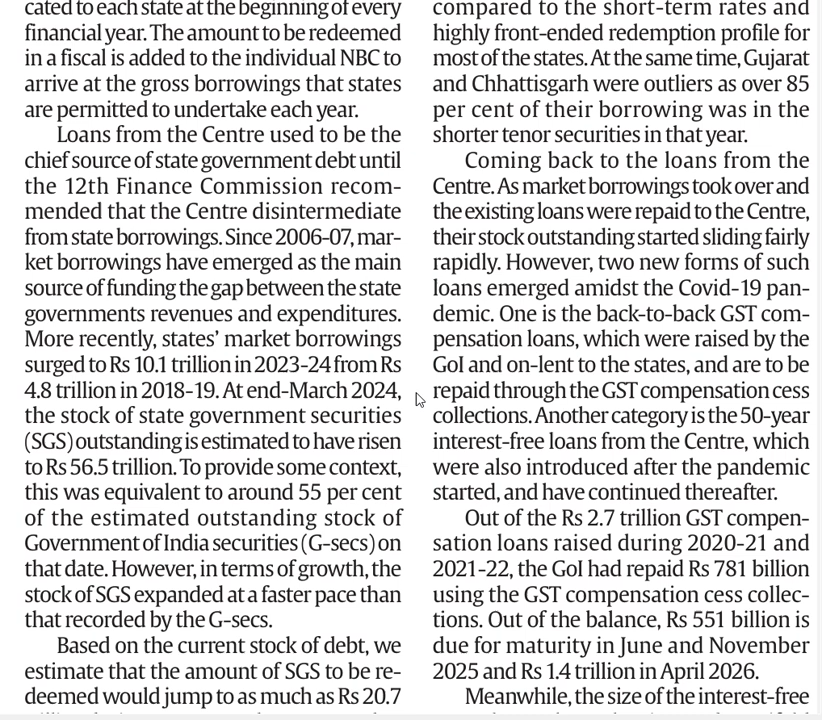 cated to each state at the beginning of every
financial year. The amount to be redeemed
in a fiscal is added to the individual NBC to
arrive at the gross borrowings that states
are permitted to undertake each year.
Loans from the Centre used to be the
chief source of state government debt until
the 12th Finance Commission recom-
mended that the Centre disintermediate
from state borrowings. Since 2006-07, mar-
ket borrowings have emerged as the main
source of funding the gap between the state
governments revenues and expenditures.
More recently, states’ market borrowings
surged to Rs 10.1 trillion in 2023-24 from Rs
4.8 trillion in 2018-19. At end-March 2024,
the stock of state government securities
(SGS) outstanding is estimated to have risen
to Rs 56.5 trillion. To provide some context,
this was equivalent to around 55 per cent
of the estimated outstanding stock of
Government of India securities (G-secs) on
that date. However, in terms of growth, the
stock of SGS expanded at a faster pace than
that recorded by the G-secs.
Based on the current stock of debt, we
estimate that the amount of SGS to be re-
deemed would jump to as much as Rs 20.7
compared to the short-term rates and
highly front-ended redemption profile for
most of the states. At the same time, Gujarat
and Chhattisgarh were outliers as over 85
per cent of their borrowing was in the
shorter tenor securities in that year.
Coming back to the loans from the
Centre. As market borrowings took over and
the existing loans were repaid to the Centre,
their stock outstanding started sliding fairly
rapidly. However, two new forms of such
loans emerged amidst the Covid-19 pan-
demic. One is the back-to-back GST com-
pensation loans, which were raised by the
GoI and on-lent to the states, and are to be
repaid through the GST compensation cess
collections. Another category is the 50-year
interest-free loans from the Centre, which
were also introduced after the pandemic
started, and have continued thereafter.
Out of the Rs 2.7 trillion GST compen-
sation loans raised during 2020-21 and
2021-22, the GoI had repaid Rs 781 billion
using the GST compensation cess collec-
tions. Out of the balance, Rs 551 billion is
due for maturity in June and November
2025 and Rs 1.4 trillion in April 2026.
Meanwhile, the size of the interest-free